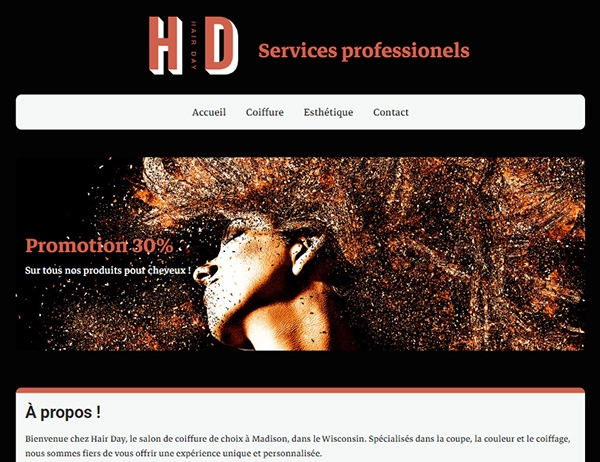 HD
HAIR DAY
Services professionels
Accueil Coiffure Esthétique Contact
Promotion 30%
Sur tous nos produits pour cheveux !
À propos !
Bienvenue chez Hair Day, le salon de coiffure de choix à Madison, dans le Wisconsin. Spécialisés dans la coupe, la couleur et le coiffage,
nous sommes fiers de vous offrir une expérience unique et personnalisée.